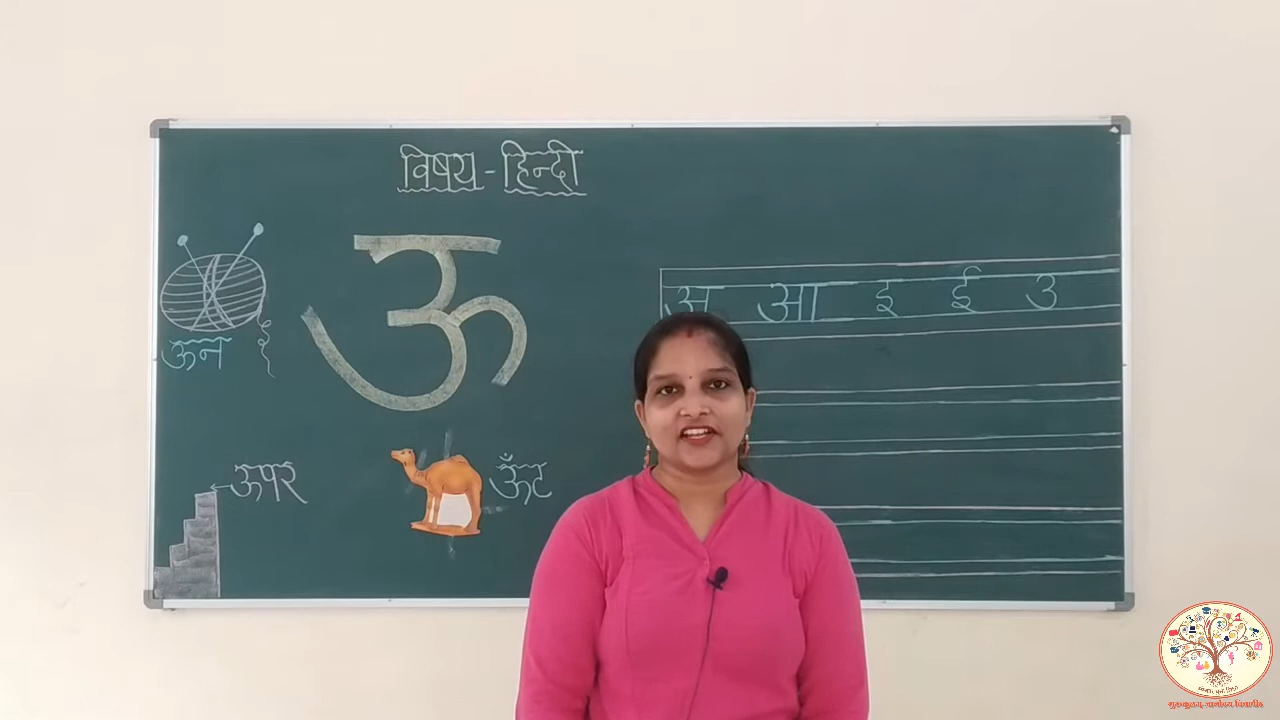 विषय - हिन्दी
ऊ
ऊन
ऊपर
ऊँट
अ आ इ ई उ